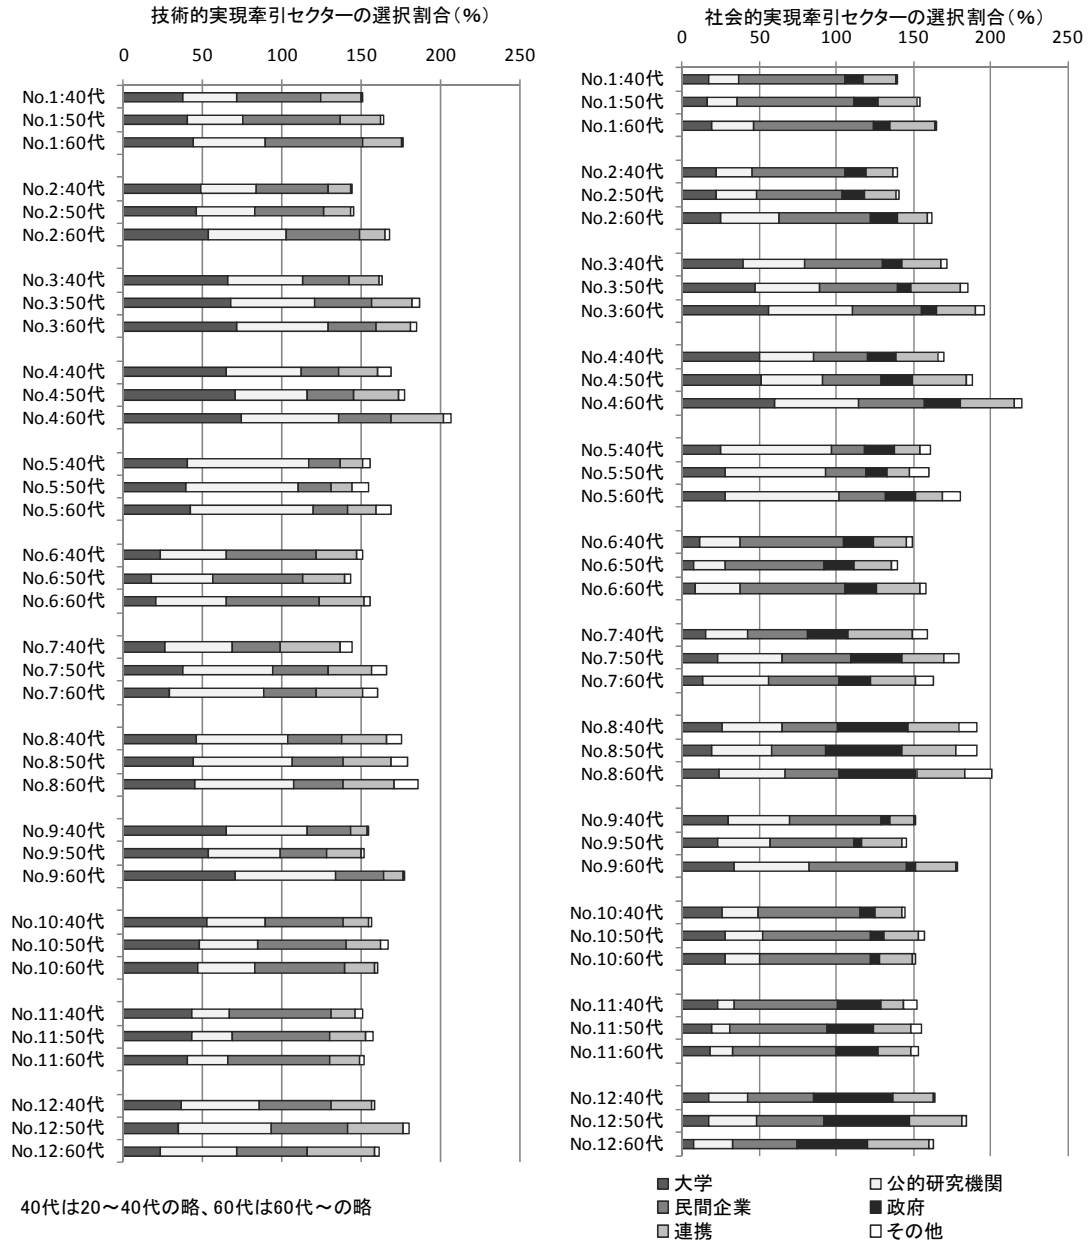 技術的実現牽引セクターの選択割合(%)
0 50 100 150 200 250
No.1:40代
No.1:50代
No.1:60代
No.2:40代
No.2:50代
No.2:60代
No.3:40代
No.3:50代
No.3:60代
No.4:40代
No.4:50代
No.4:60代
No.5:40代
No.5:50代
No.5:60代
No.6:40代
No.6:50代
No.6:60代
No.7:40代
No.7:50代
No.7:60代
No.8:40代
No.8:50代
No.8:60代
No.9:40代
No.9:50代
No.9:60代
No.10:40代
No.10:50代
No.10:60代
No.11:40代
No.11:50代
No.11:60代
No.12:40代
No.12:50代
No.12:60代
40代は20~40代の略、60代は60代~の略
社会的実現牽引セクターの選択割合(%)
0 50 100 150 200 250
No.1:40代
No.1:50代
No.1:60代
No.2:40代
No.2:50代
No.2:60代
No.3:40代
No.3:50代
No.3:60代
No.4:40代
No.4:50代
No.4:60代
No.5:40代
No.5:50代
No.5:60代
No.6:40代
No.6:50代
No.6:60代
No.7:40代
No.7:50代
No.7:60代
No.8:40代
No.8:50代
No.8:60代
No.9:40代
No.9:50代
No.9:60代
No.10:40代
No.10:50代
No.10:60代
No.11:40代
No.11:50代
No.11:60代
No.12:40代
No.12:50代
No.12:60代
大学 公的研究機関
民間企業 政府
連携 その他